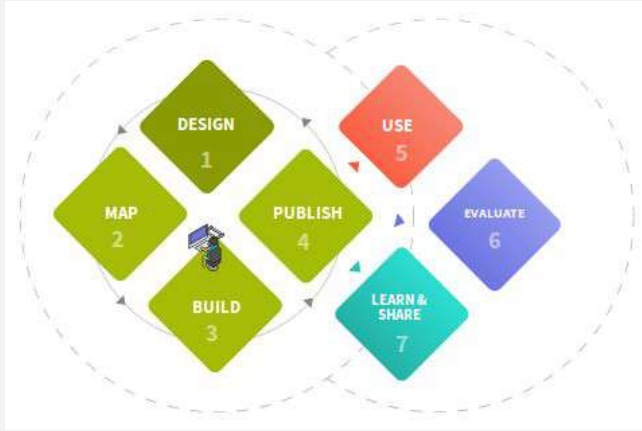 DESIGN
1
MAP
2
BUILD
3
PUBLISH
4
USE
5
EVALUATE
6
LEARN &
SHARE
7